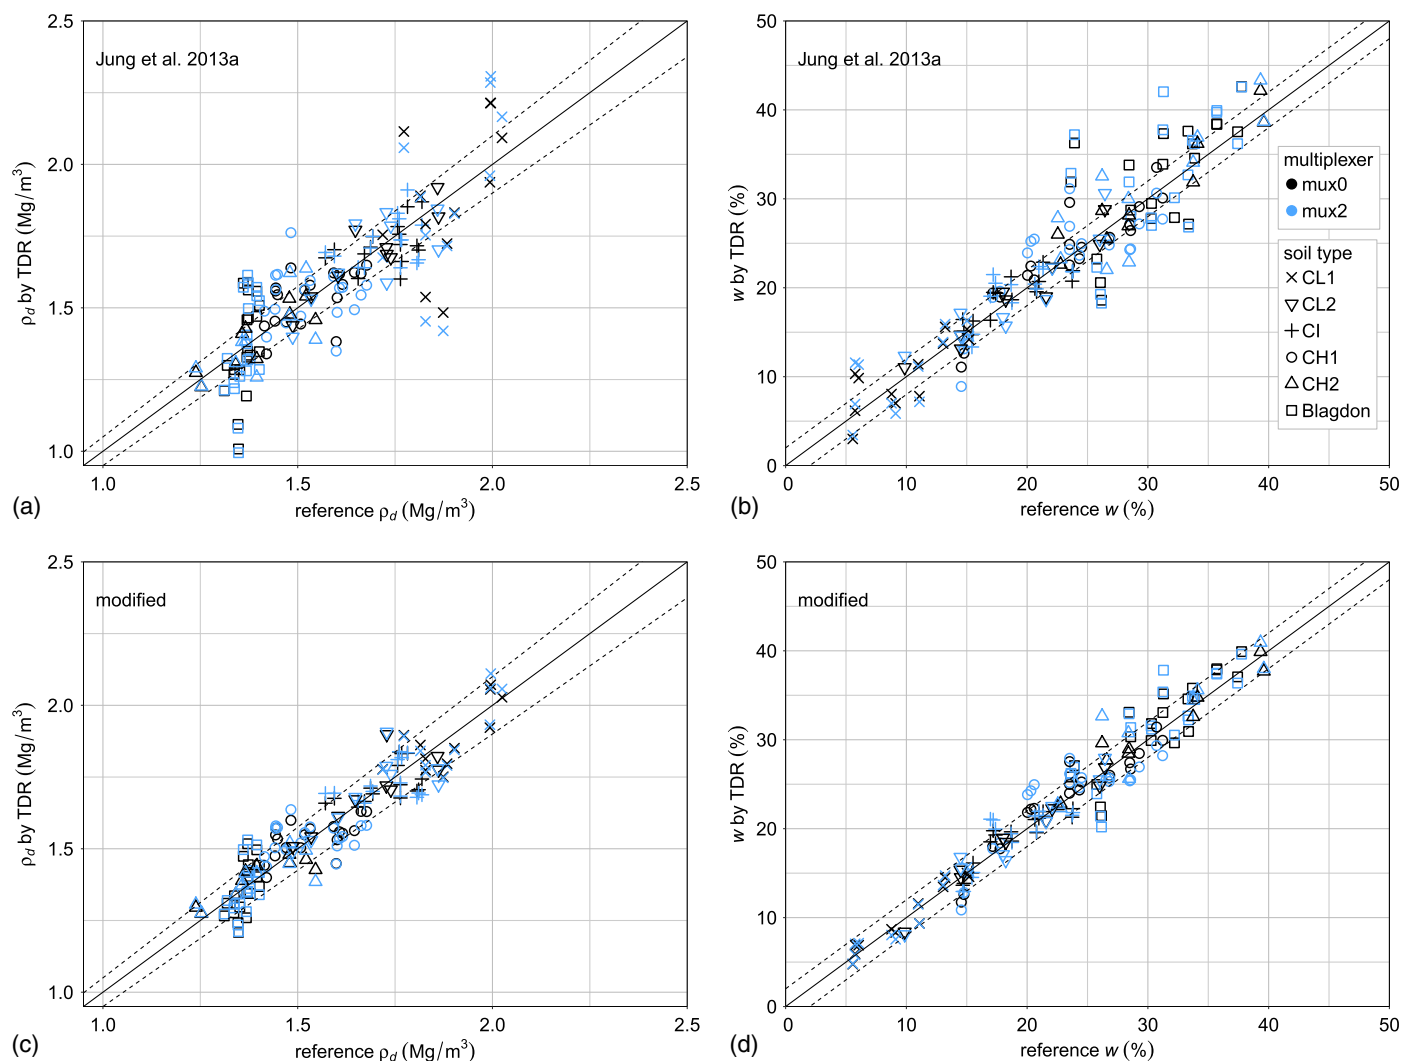 2.5
2.0
1.5
1.0
1.0
1.5
2.0
2.5
ρd by TDR (Mg/m³)
reference ρd (Mg/m³)
Jung et al. 2013a
(a)
50
40
30
20
10
0
0
10
20
30
40
50
w by TDR (%)
reference w (%)
Jung et al. 2013a
multiplexer
mux0
mux2
soil type
CL1
CL2
CI
CH1
CH2
Blagdon
(b)
2.5
2.0
1.5
1.0
1.0
1.5
2.0
2.5
ρd by TDR (Mg/m³)
reference ρd (Mg/m³)
modified
(c)
50
40
30
20
10
0
0
10
20
30
40
50
w by TDR (%)
reference w (%)
modified
(d)